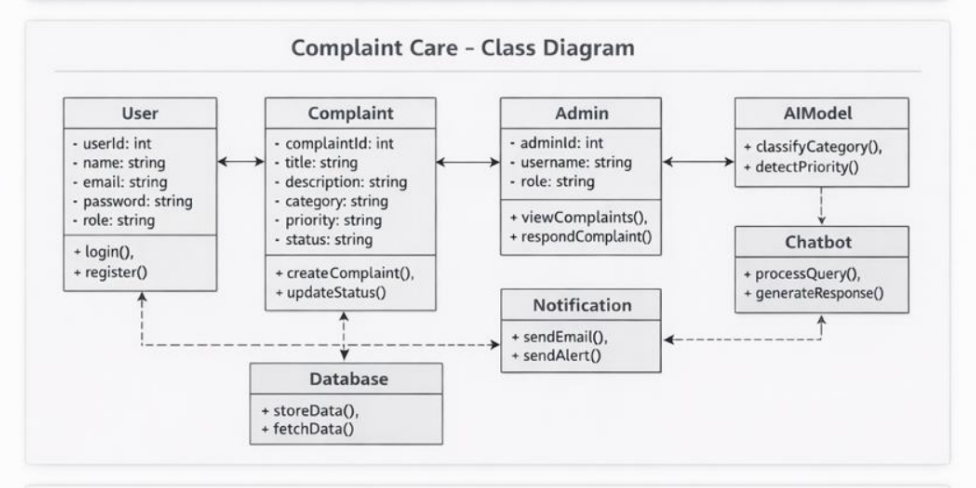 Complaint Care - Class Diagram
User
- userId: int
- name: string
- email: string
- password: string
- role: string
+ login(),
+ register()
Complaint
- complaintId: int
- title: string
- description: string
- category: string
- priority: string
- status: string
+ createComplaint(),
+ updateStatus()
Admin
- adminId: int
- username: string
- role: string
+ viewComplaints(),
+ respondComplaint()
AIModel
+ classifyCategory(),
+ detectPriority()
Chatbot
+ processQuery(),
+ generateResponse()
Notification
+ sendEmail(),
+ sendAlert()
Database
+ storeData(),
+ fetchData()